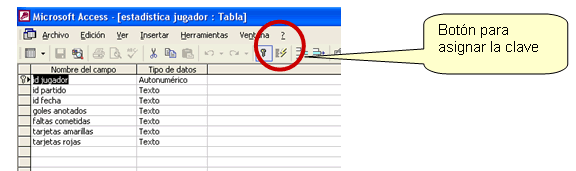 Microsoft Access - [estadística jugador : Tabla]
Archivo Edición Ver Insertar Herramientas Ventana ?
Botón para
asignar la clave
Nombre del campo Tipo de datos
id jugador Autonumérico
id partido Texto
id fecha Texto
goles anotados Texto
faltas cometidas Texto
tarjetas amarillas Texto
tarjetas rojas Texto